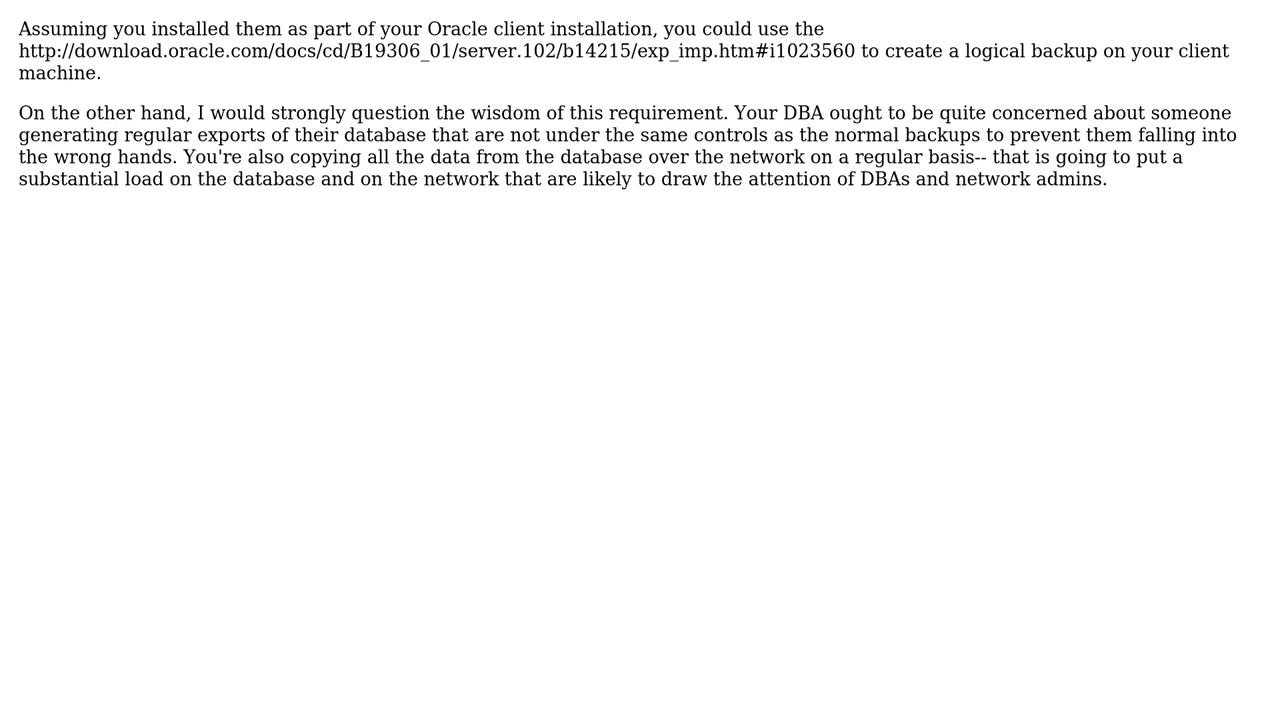 Assuming you installed them as part of your Oracle client installation, you could use the
http://download.oracle.com/docs/cd/B19306_01/server.102/b14215/exp_imp.htm#i1023560 to create a logical backup on your client
machine.
On the other hand, I would strongly question the wisdom of this requirement. Your DBA ought to be quite concerned about someone
generating regular exports of their database that are not under the same controls as the normal backups to prevent them falling into
the wrong hands. You're also copying all the data from the database over the network on a regular basis-- that is going to put a
substantial load on the database and on the network that are likely to draw the attention of DBAs and network admins.